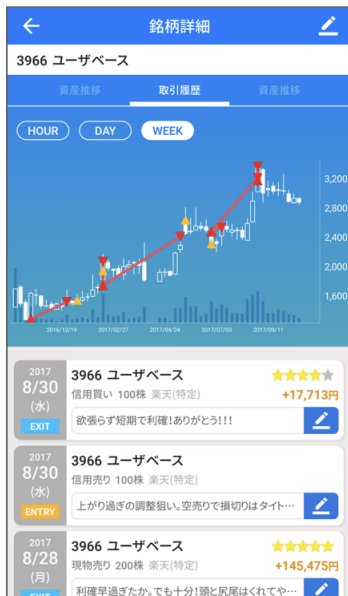 銘柄詳細
3966 ユーザベース
資産推移 取引履歴 資産推移
HOUR DAY WEEK
3,200
2,800
2,400
2,000
1,600
2016/12/19 2017/02/27 2017/04/24 2017/07/03 2017/09/11
2017
8/30
(水)
EXIT
3966 ユーザベース
信用買い 100株 楽天(特定)
+17,713円
欲張らず短期で利確!ありがとう!!!
2017
8/30
(水)
ENTRY
3966 ユーザベース
信用売り 100株 楽天(特定)
上がり過ぎの調整狙い。空売りで損切りはタイト…
2017
8/28
(月)
EXIT
3966 ユーザベース
現物売り 200株 楽天(特定)
+145,475円
利確早過ぎたか。でも十分!頭と尻尾はくれてや…